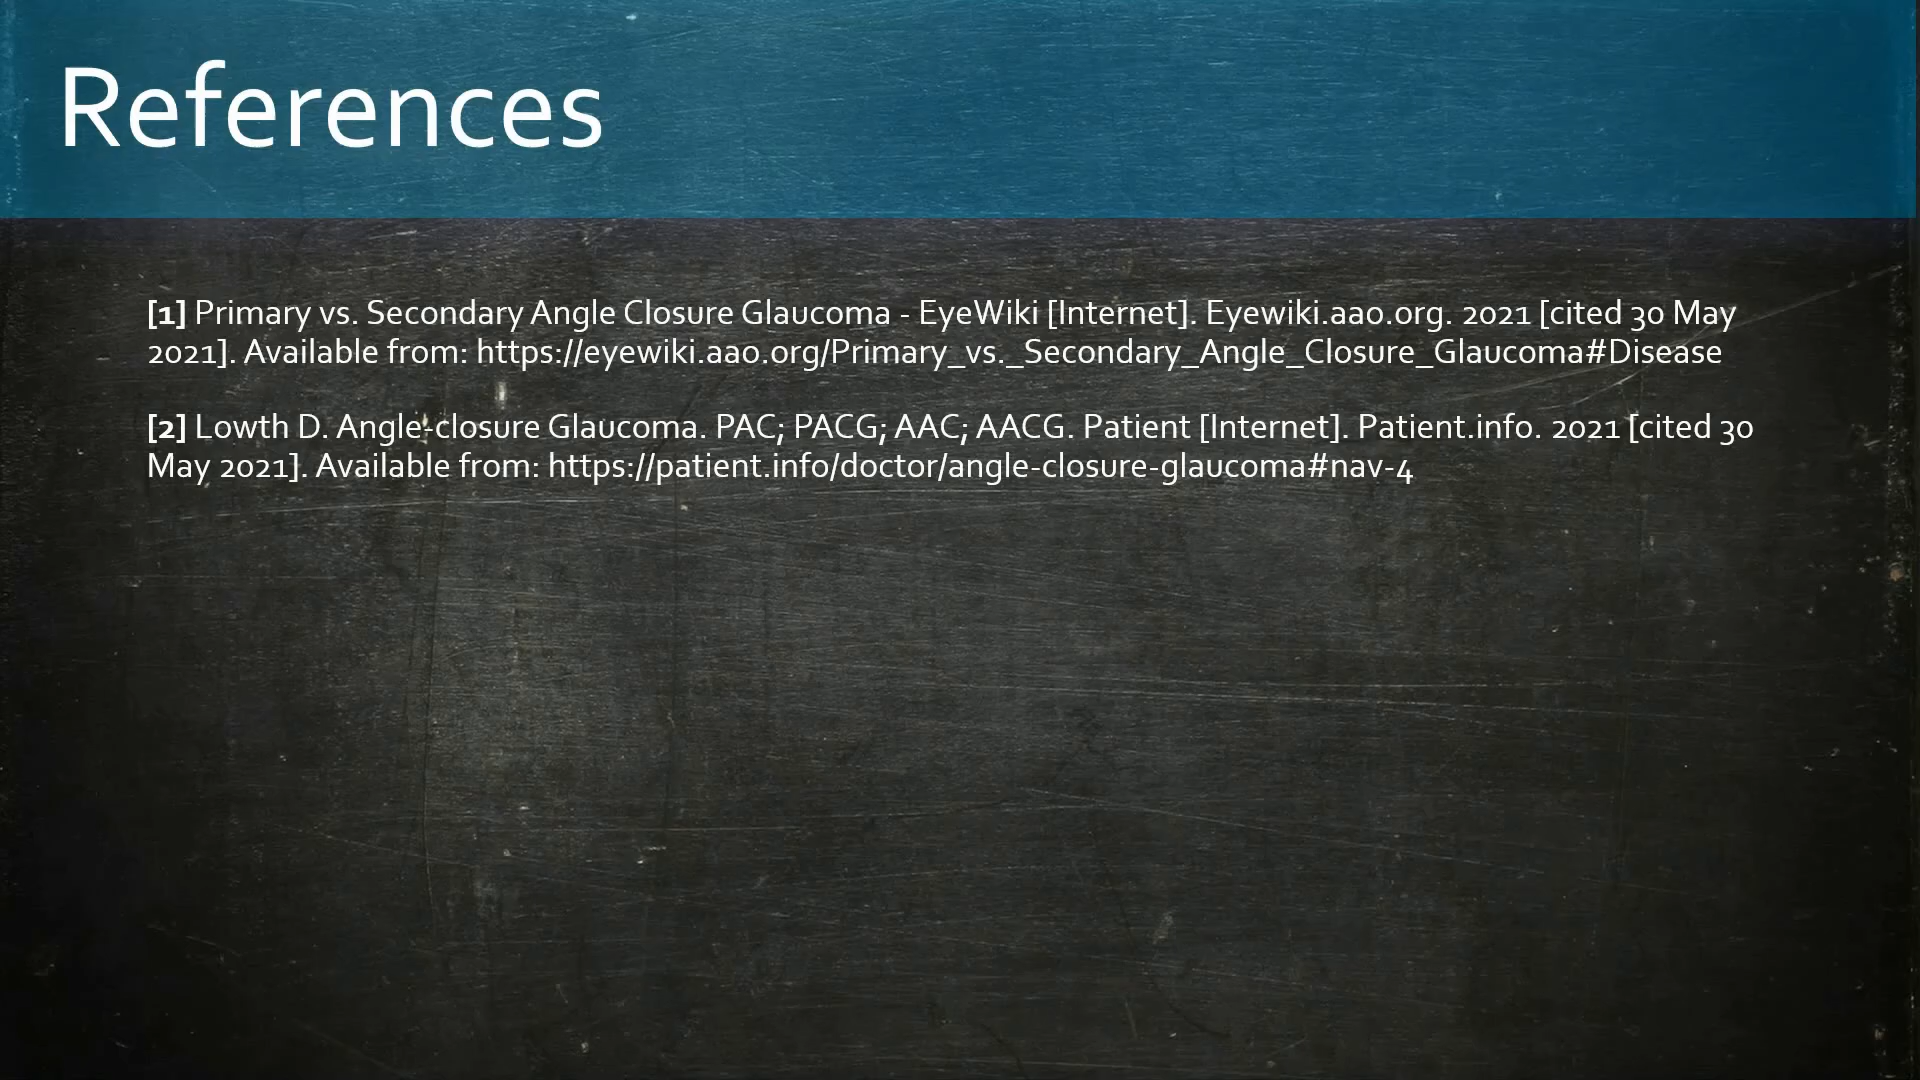 References
[1] Primary vs. Secondary Angle Closure Glaucoma - EyeWiki [Internet]. Eyewiki.aao.org. 2021 [cited 30 May
2021]. Available from: https://eyewiki.aao.org/Primary_vs._Secondary_Angle_Closure_Glaucoma#Disease
[2] Lowth D. Angle-closure Glaucoma. PAC; PACG; AAC; AACG. Patient [Internet]. Patient.info. 2021 [cited 30
May 2021]. Available from: https://patient.info/doctor/angle-closure-glaucoma#nav-4